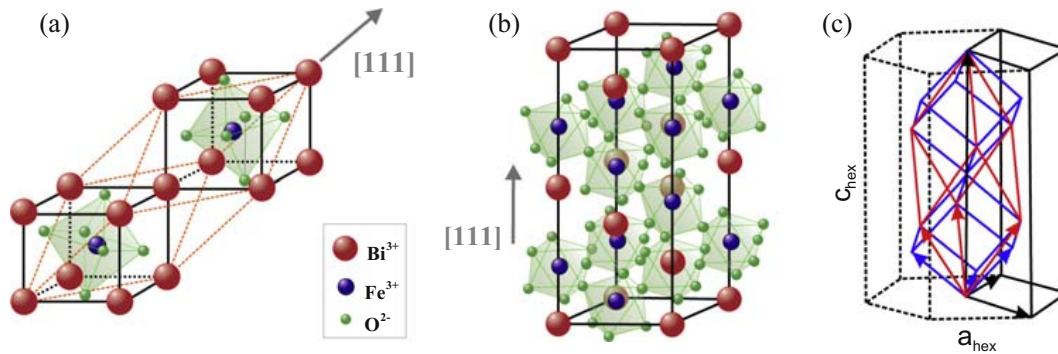 (a)
[111]
Bi3+
Fe3+
O2-
(b)
[111]
(c)
Chex
ahex